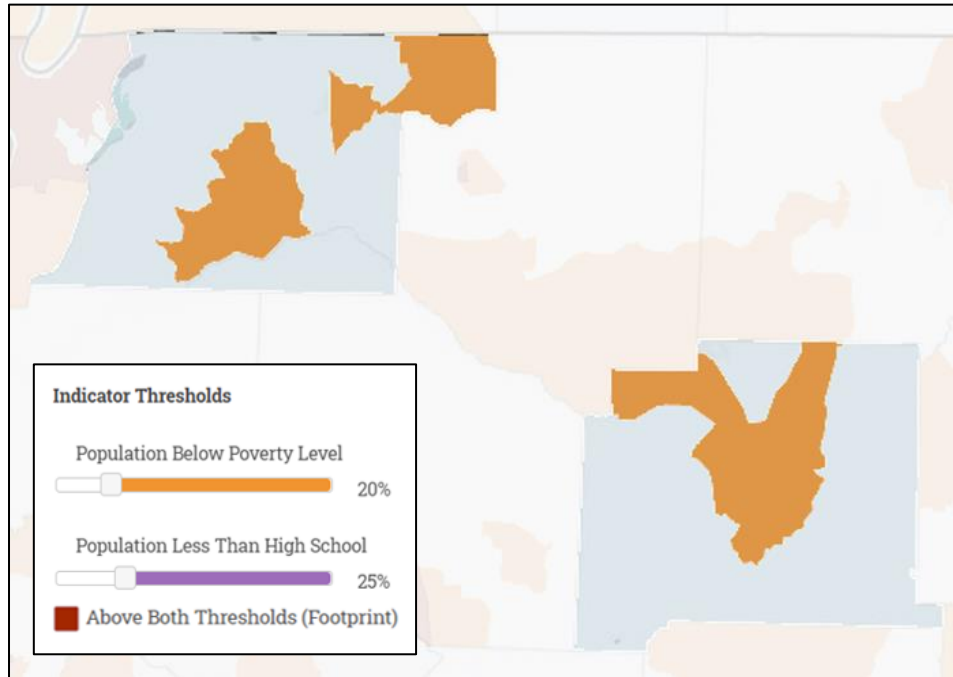 Indicator Thresholds
Population Below Poverty Level
20%
Population Less Than High School
25%
Above Both Thresholds (Footprint)